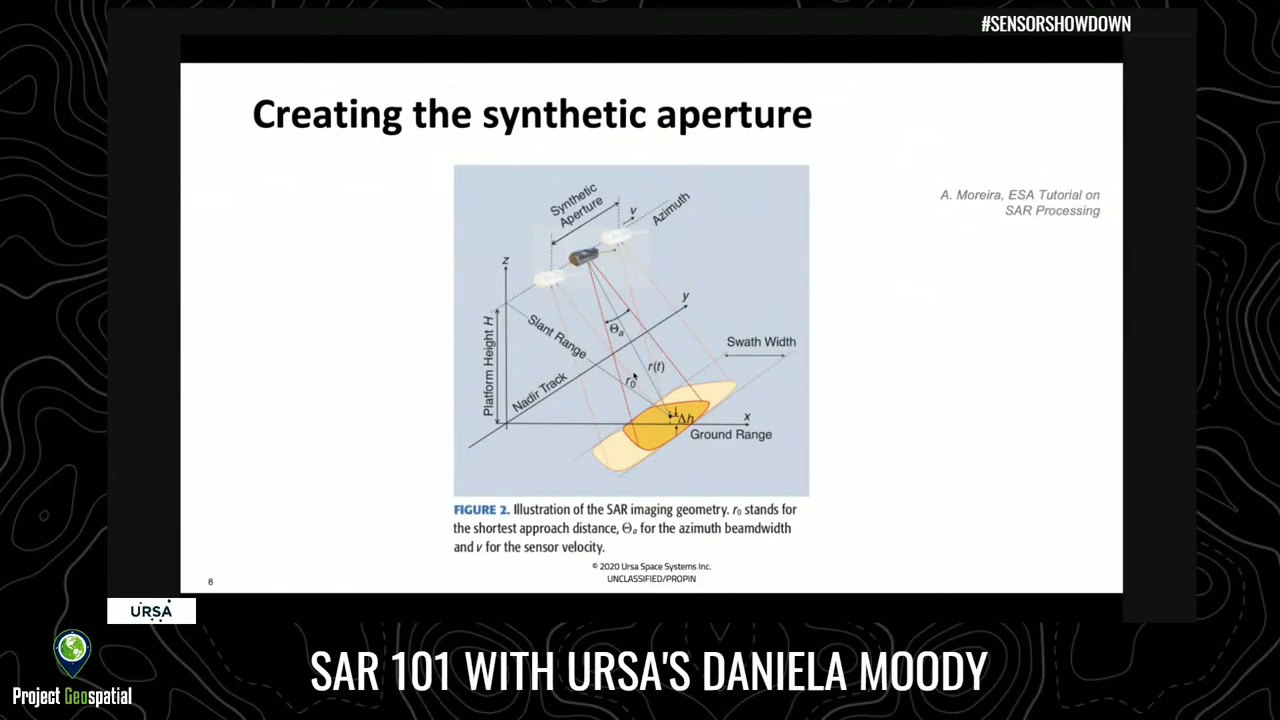 #SENSORSHOWDOWN
Creating the synthetic aperture
A. Moreira, ESA Tutorial on
SAR Processing
Synthetic
Aperture
v
Azimuth
z
y
Slant Range
Θa
Platform Height H
Swath Width
r(t)
r0
Nadir Track
Δh
x
Ground Range
FIGURE 2. Illustration of the SAR imaging geometry. r0 stands for
the shortest approach distance, Θa for the azimuth beamdwidth
and v for the sensor velocity.
© 2020 Ursa Space Systems Inc.
UNCLASSIFIED/PROPIN
8
URSA
SAR 101 WITH URSA'S DANIELA MOODY
Project Geospatial